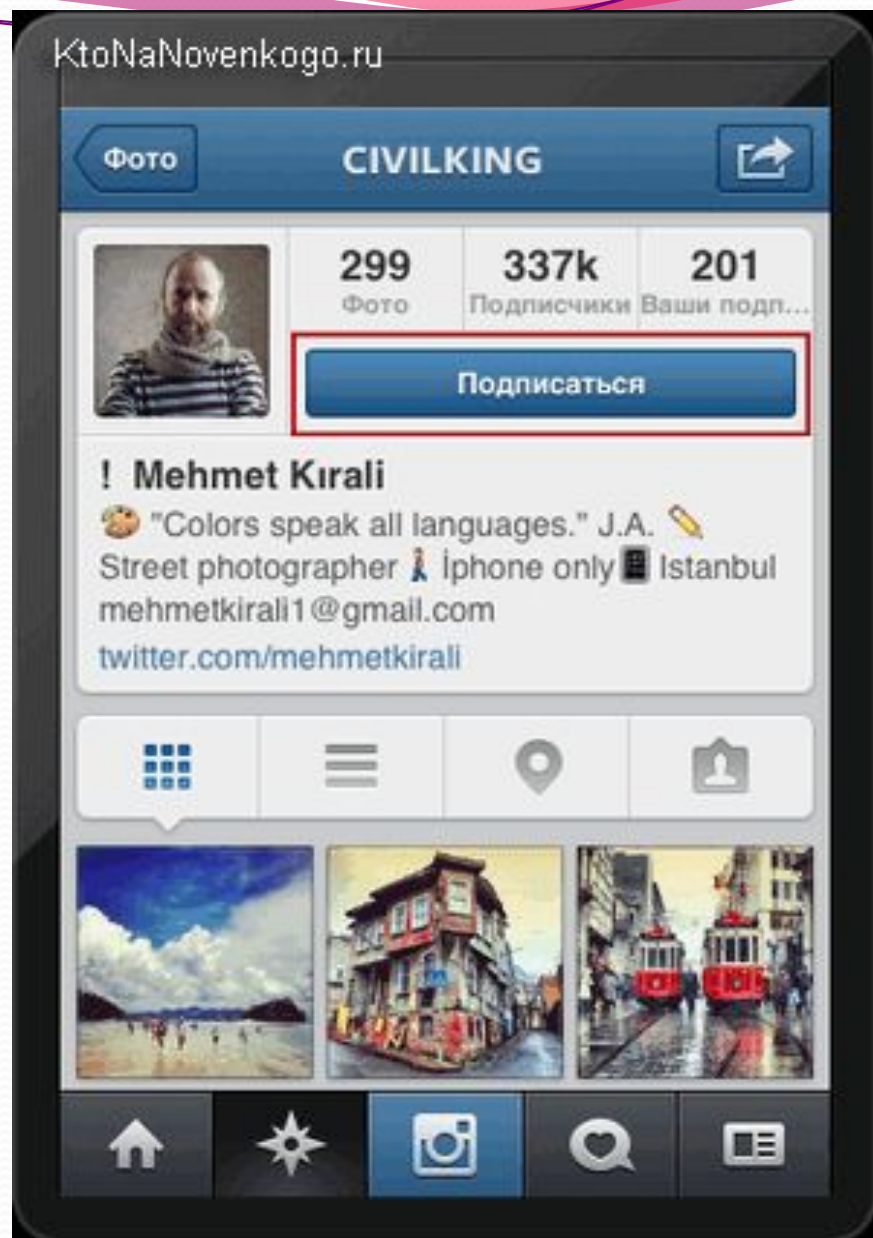 KtoNaNovenkogo.ru
Фото
CIVILKING
299
337k
201
Фото
Подписчики
Ваши подп...
Подписаться
! Mehmet Kırali
"Colors speak all languages." J.A.
Street photographer İphone only Istanbul
mehmetkirali1@gmail.com
twitter.com/mehmetkirali